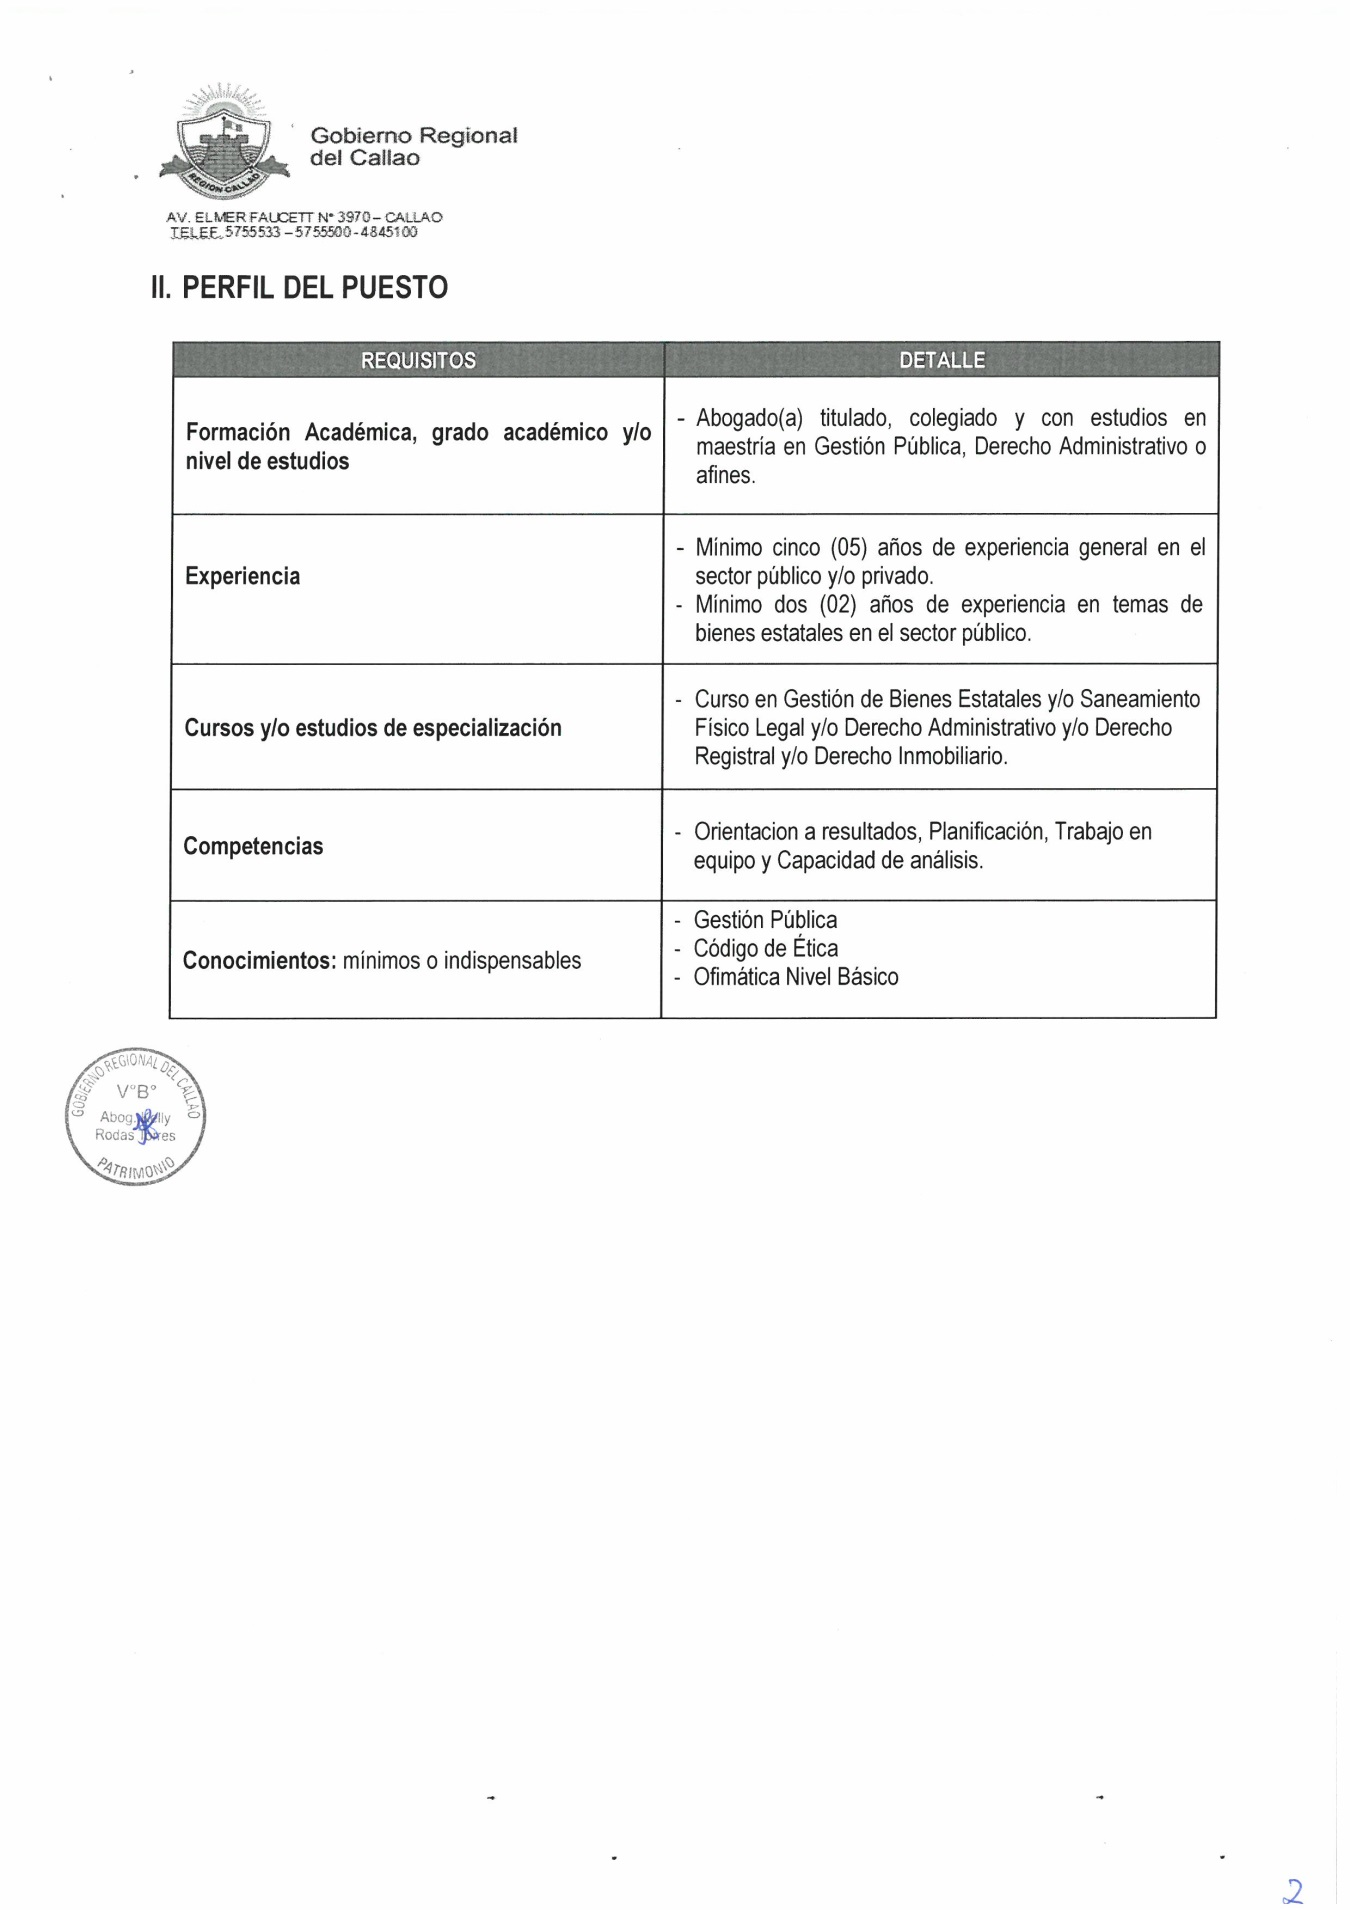 REGION CALLAO
Gobierno Regional
del Callao
AV. ELMER FAUCETT N° 3970 – CALLAO
TELEF. 5755533 – 5755500 - 4845100
II. PERFIL DEL PUESTO
REQUISITOS
DETALLE
Formación Académica, grado académico y/o
nivel de estudios
- Abogado(a) titulado, colegiado y con estudios en
maestría en Gestión Pública, Derecho Administrativo o
afines.
Experiencia
- Mínimo cinco (05) años de experiencia general en el
sector público y/o privado.
- Mínimo dos (02) años de experiencia en temas de
bienes estatales en el sector público.
Cursos y/o estudios de especialización
- Curso en Gestión de Bienes Estatales y/o Saneamiento
Físico Legal y/o Derecho Administrativo y/o Derecho
Registral y/o Derecho Inmobiliario.
Competencias
- Orientacion a resultados, Planificación, Trabajo en
equipo y Capacidad de análisis.
Conocimientos: mínimos o indispensables
- Gestión Pública
- Código de Ética
- Ofimática Nivel Básico
GOBIERNO REGIONAL DEL CALLAO
V°B°
Abog.
Rodas
PATRIMONIO
2